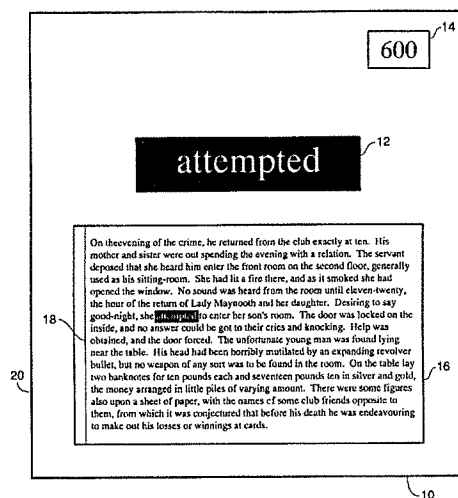 14
600
12
attempted
On theevening of the crime, he returned from the club exactly at ten. His
mother and sister were out spending the evening with a relation. The servant
deposed that she heard him enter the front room on the second floor, generally
used as his sitting-room. She had lit a fire there, and as it smoked she had
opened the window. No sound was heard from the room until eleven-twenty,
the hour of the return of Lady Maynooth and her daughter. Desiring to say
good-night, she attempted to enter her son's room. The door was locked on the
inside, and no answer could be got to their cries and knocking. Help was
obtained, and the door forced. The unfortunate young man was found lying
near the table. His head had been horribly mutilated by an expanding revolver
bullet, but no weapon of any sort was to be found in the room. On the table lay
two banknotes for ten pounds each and seventeen pounds ten in silver and gold,
the money arranged in little piles of varying amount. There were some figures
also upon a sheet of paper, with the names of some club friends opposite to
them, from which it was conjectured that before his death he was endeavouring
to make out his losses or winnings at cards.
18
20
16
10